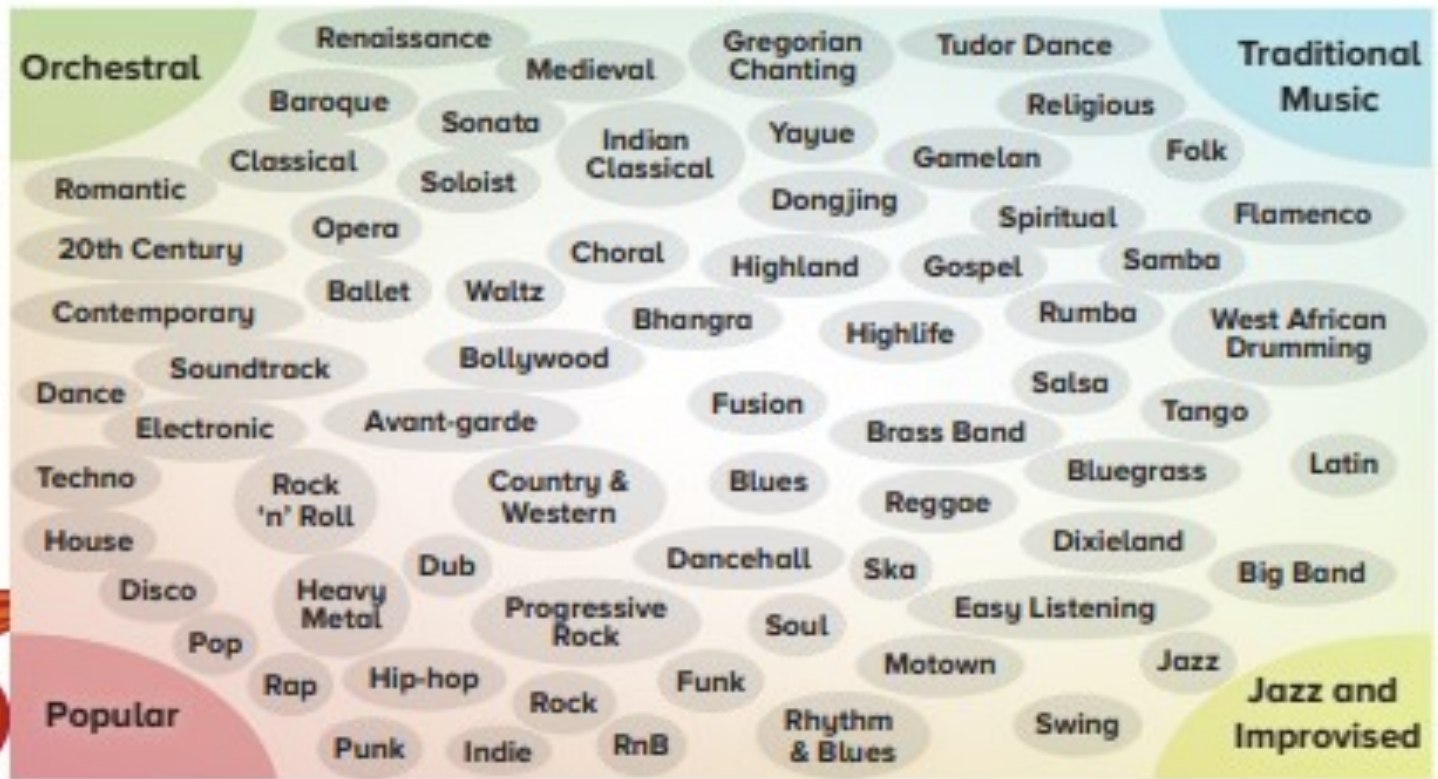 Orchestral
Renaissance
Medieval
Gregorian
Chanting
Tudor Dance
Traditional
Music
Baroque
Sonata
Indian
Classical
Yayue
Religious
Folk
Classical
Soloist
Gamelan
Romantic
Dongjing
Spiritual
Flamenco
Opera
20th Century
Choral
Highland
Gospel
Samba
Ballet
Waltz
Contemporary
Bhangra
Highlife
Rumba
West African
Drumming
Soundtrack
Bollywood
Dance
Salsa
Fusion
Tango
Electronic
Avant-garde
Brass Band
Techno
Rock
'n' Roll
Country &
Western
Blues
Reggae
Bluegrass
Latin
House
Dub
Dancehall
Ska
Dixieland
Big Band
Disco
Heavy
Metal
Progressive
Rock
Soul
Easy Listening
Pop
Rap
Hip-hop
Rock
Funk
Motown
Jazz
Popular
Punk
Indie
RnB
Rhythm
& Blues
Swing
Jazz and
Improvised